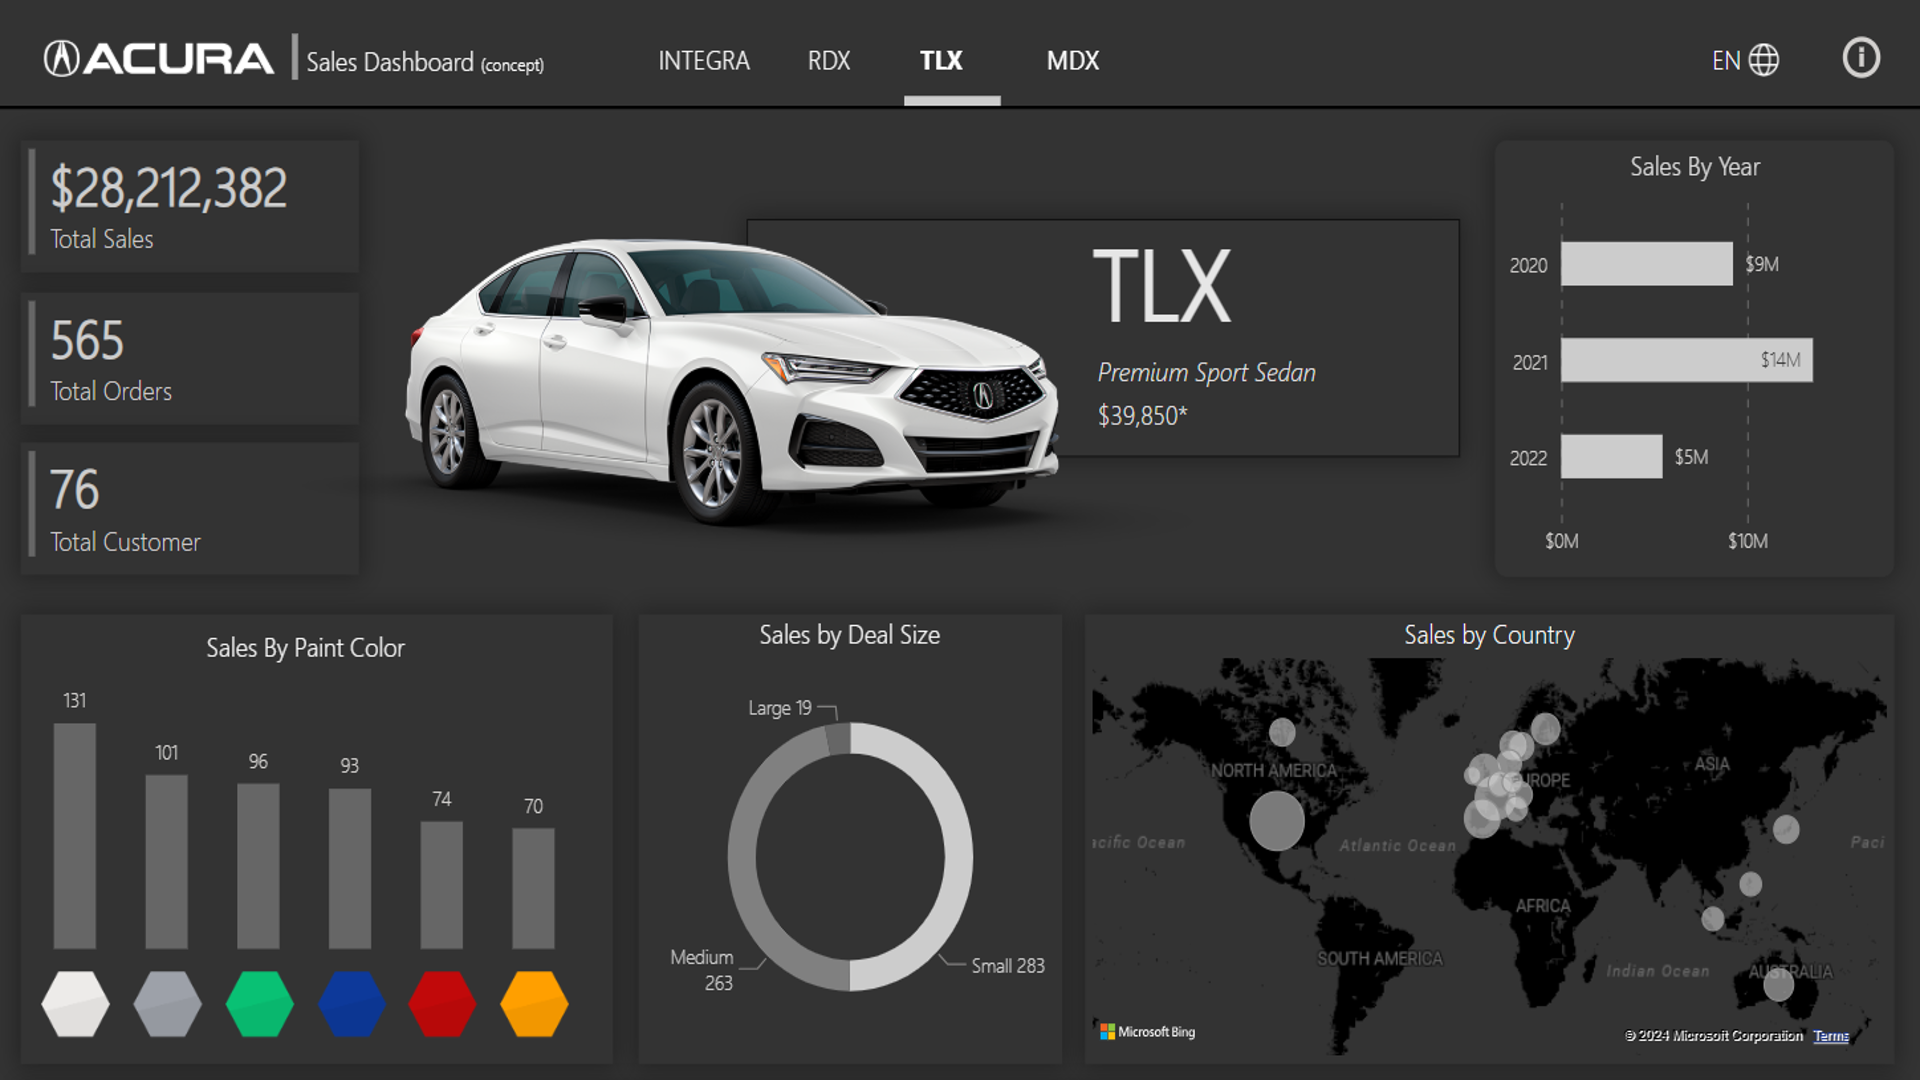 ACURA
Sales Dashboard (concept)
INTEGRA
RDX
TLX
MDX
EN
$28,212,382
Total Sales
565
Total Orders
76
Total Customer
TLX
Premium Sport Sedan
$39,850*
Sales By Year
2020
$9M
2021
$14M
2022
$5M
$0M
$10M
Sales By Paint Color
131
101
96
93
74
70
Sales by Deal Size
Large 19
Medium
263
Small 283
Sales by Country
NORTH AMERICA
EUROPE
ASIA
acific Ocean
Atlantic Ocean
Paci
AFRICA
SOUTH AMERICA
Indian Ocean
AUSTRALIA
Microsoft Bing
© 2024 Microsoft Corporation
Terms